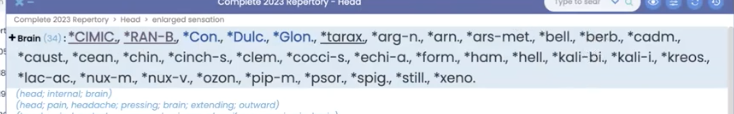 Complete 2023 Repertory - Head
Type to sear
Complete 2023 Repertory > Head > enlarged sensation
Brain (34) : *CIMIC., *RAN-B., *Con., *Dulc., *Glon., *tarax., *arg-n., *arn., *ars-met., *bell., *berb., *cadm.,
*caust., *cean., *chin., *cinch-s., *clem., *cocci-s., *echi-a., *form., *ham., *hell., *kali-bi., *kali-i., *kreos.,
*lac-ac., *nux-m., *nux-v., *ozon., *pip-m., *psor., *spig., *still., *xeno.
(head; internal; brain)
(head; pain, headache; pressing; brain; extending; outward)